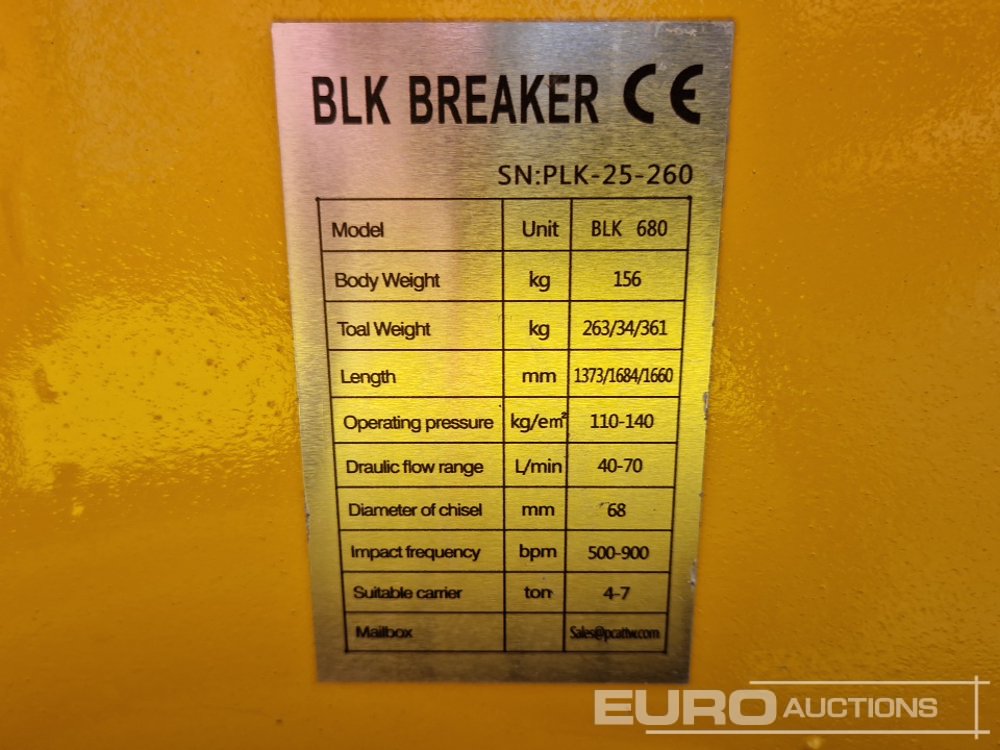 BLK BREAKER CE
SN:PLK-25-260
Model Unit BLK 680
Body Weight kg 156
Toal Weight kg 263/34/361
Length mm 1373/1684/1660
Operating pressure kg/em² 110-140
Draulic flow range L/min 40-70
Diameter of chisel mm 68
Impact frequency bpm 500-900
Suitable carrier ton 4-7
Mailbox Sales@pcattw.com
EURO AUCTIONS